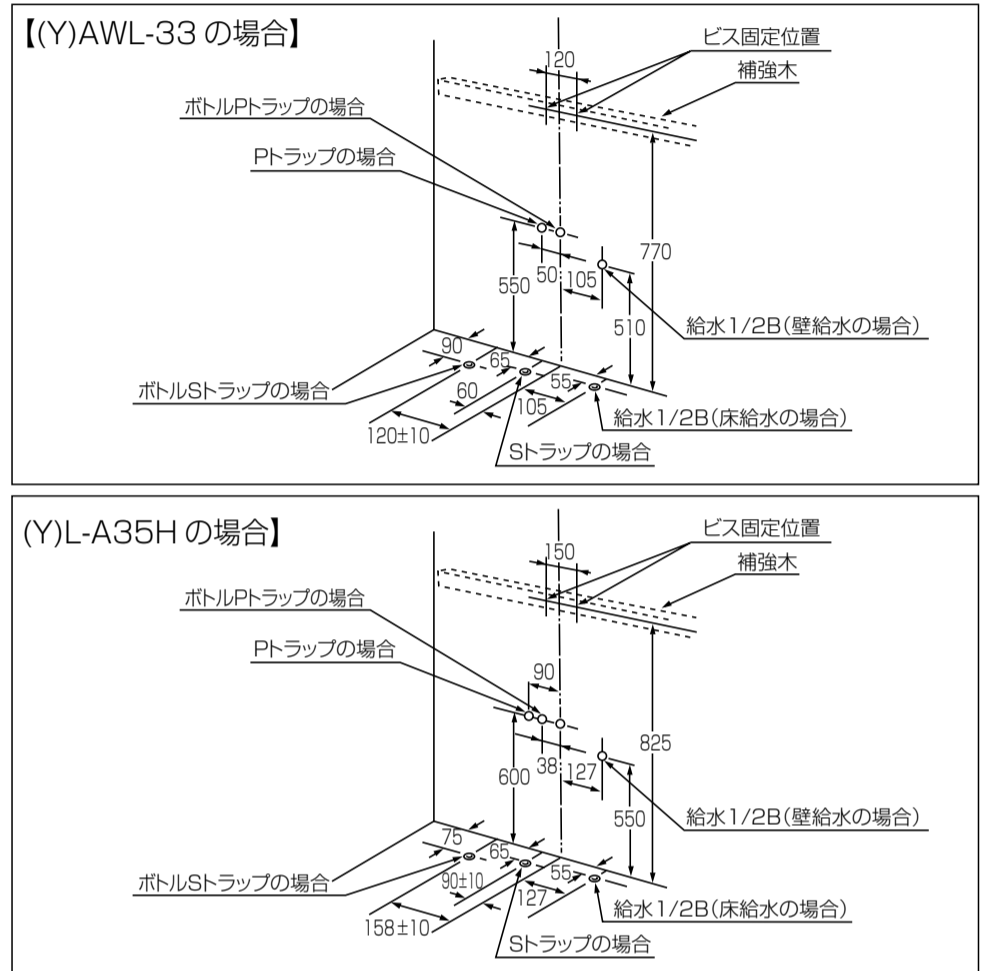 【(Y)AWL-33 の場合】
ビス固定位置
120
補強木
ボトルPトラップの場合
Pトラップの場合
770
50
105
550
510
給水1/2B(壁給水の場合)
90
65
ボトルSトラップの場合
60
55
105
給水1/2B(床給水の場合)
120±10
Sトラップの場合
(Y)L-A35H の場合】
ビス固定位置
150
補強木
ボトルPトラップの場合
Pトラップの場合
90
825
38
127
600
550
給水1/2B(壁給水の場合)
75
65
ボトルSトラップの場合
90±10
55
127
給水1/2B(床給水の場合)
158±10
Sトラップの場合